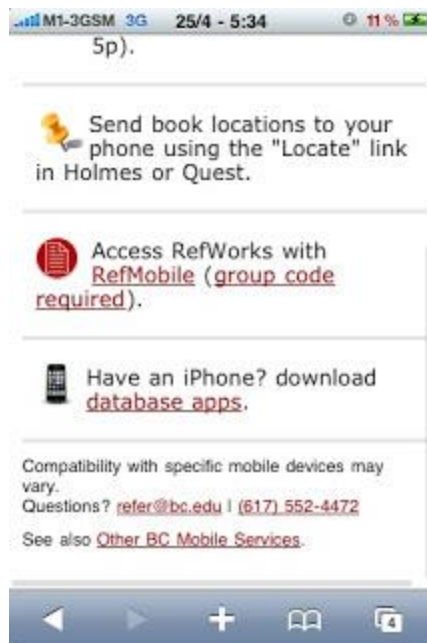 M1-3GSM 3G 25/4 - 5:34 11 %
5p).
Send book locations to your
phone using the "Locate" link
in Holmes or Quest.
Access RefWorks with
RefMobile (group code
required).
Have an iPhone? download
database apps.
Compatibility with specific mobile devices may
vary.
Questions? refer@bc.edu | (617) 552-4472
See also Other BC Mobile Services.
4